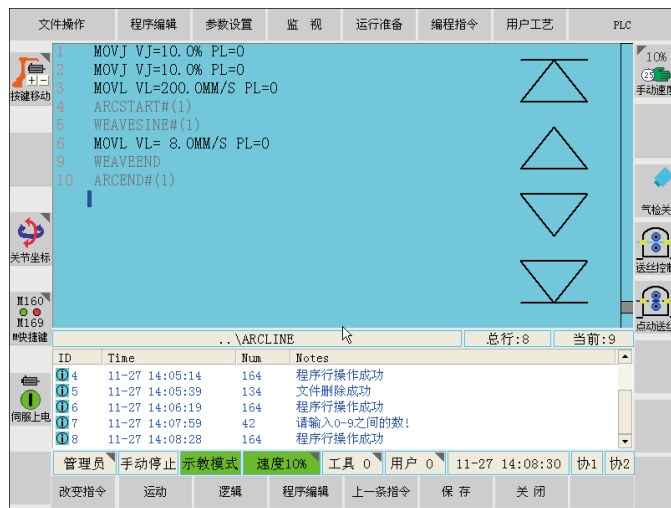 文件操作 程序编辑 参数设置 监 视 运行准备 编程指令 用户工艺 PLC
1 MOVJ VJ=10.0% PL=0
2 MOVJ VJ=10.0% PL=0
3 MOVL VL=200.0MM/S PL=0
4 ARCSTART#(1)
5 WEAVESINE#(1)
6 MOVL VL= 8.0MM/S PL=0
9 WEAVEEND
10 ARCEND#(1)
按键移动
关节坐标
M160
M169
M快捷键
伺服上电
10%
25
手动速度
气检关
送丝控制
点动送丝
..\ARCLINE 总行:8 当前:9
ID Time Num Notes
4 11-27 14:05:14 164 程序行操作成功
5 11-27 14:05:39 134 文件删除成功
6 11-27 14:06:19 164 程序行操作成功
7 11-27 14:07:59 42 请输入0-9之间的数!
8 11-27 14:08:28 164 程序行操作成功
管理员 手动停止 示教模式 速度10% 工具 0 用户 0 11-27 14:08:30 协1 协2
改变指令 运动 逻辑 程序编辑 上一条指令 保 存 关 闭